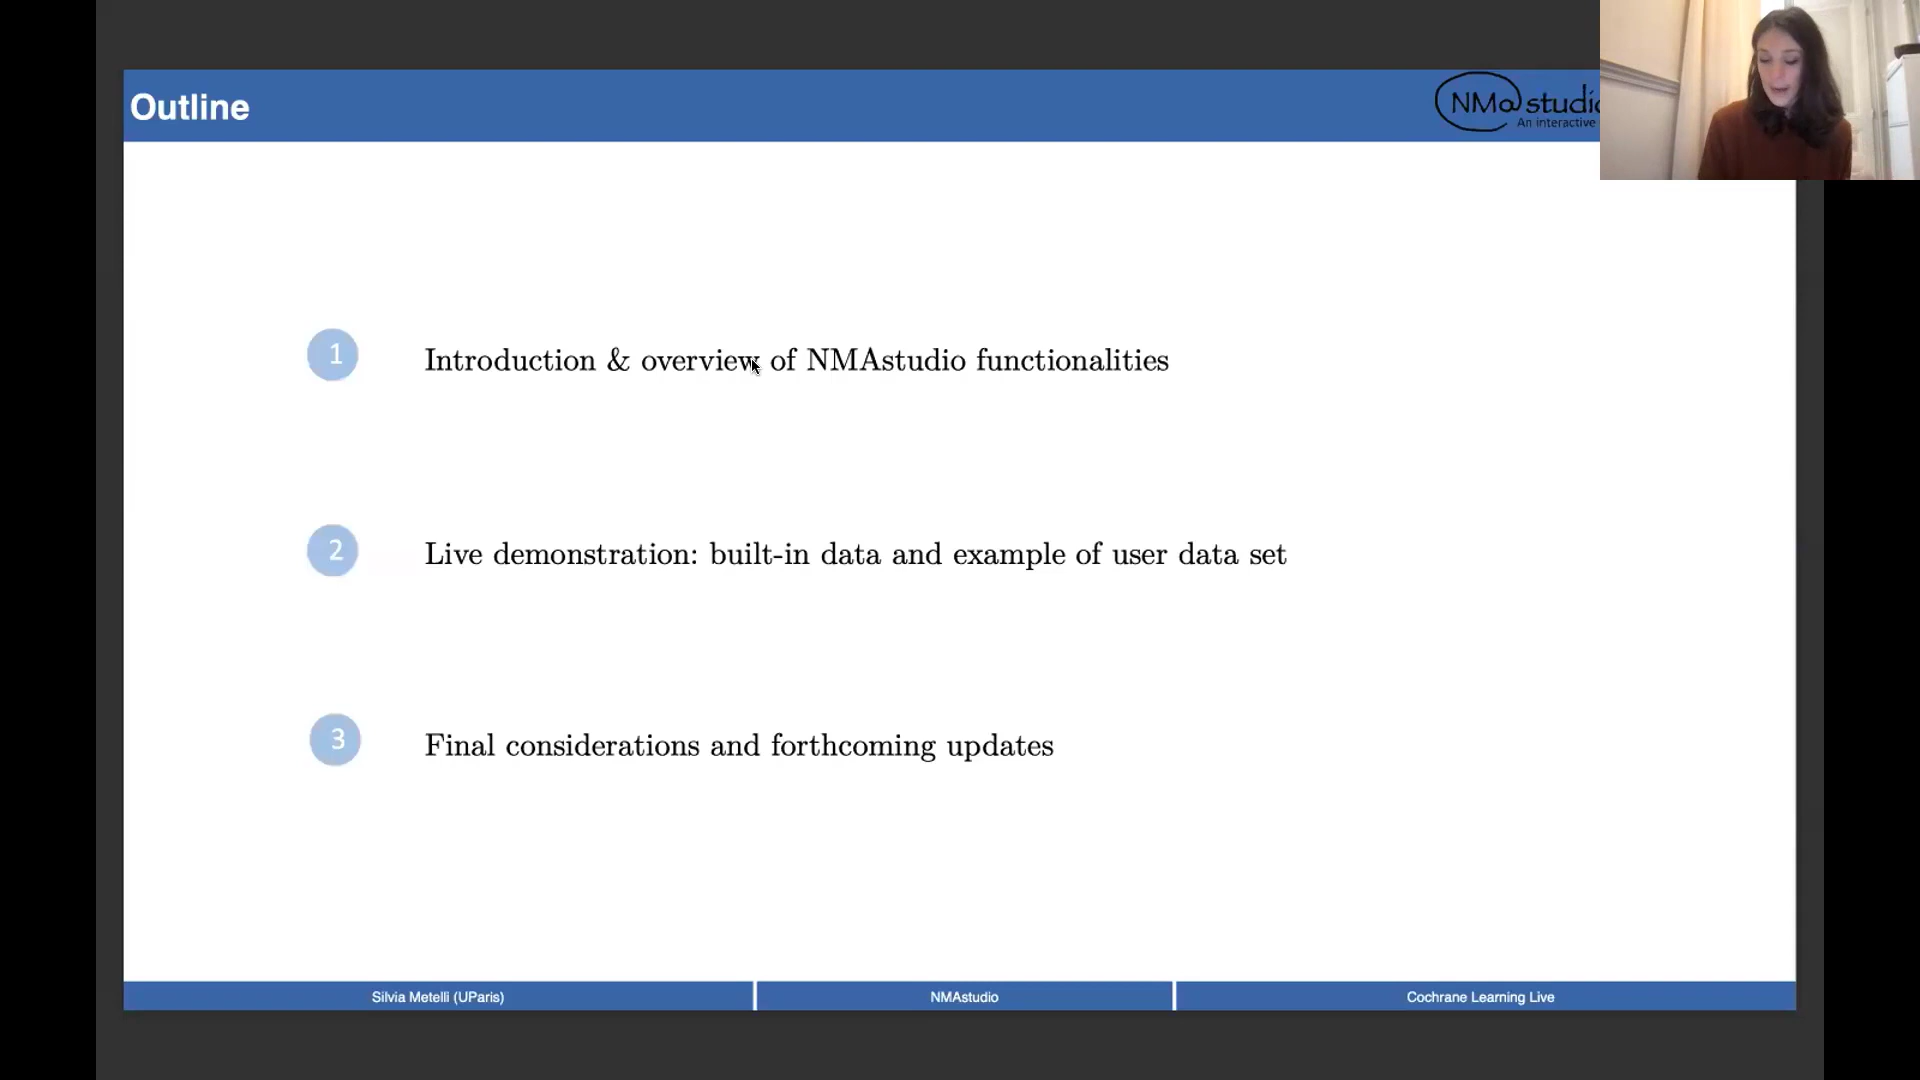 Outline
NMAstudio
An interactive
1 Introduction & overview of NMAstudio functionalities
2 Live demonstration: built-in data and example of user data set
3 Final considerations and forthcoming updates
Silvia Metelli (UParis) NMAstudio Cochrane Learning Live